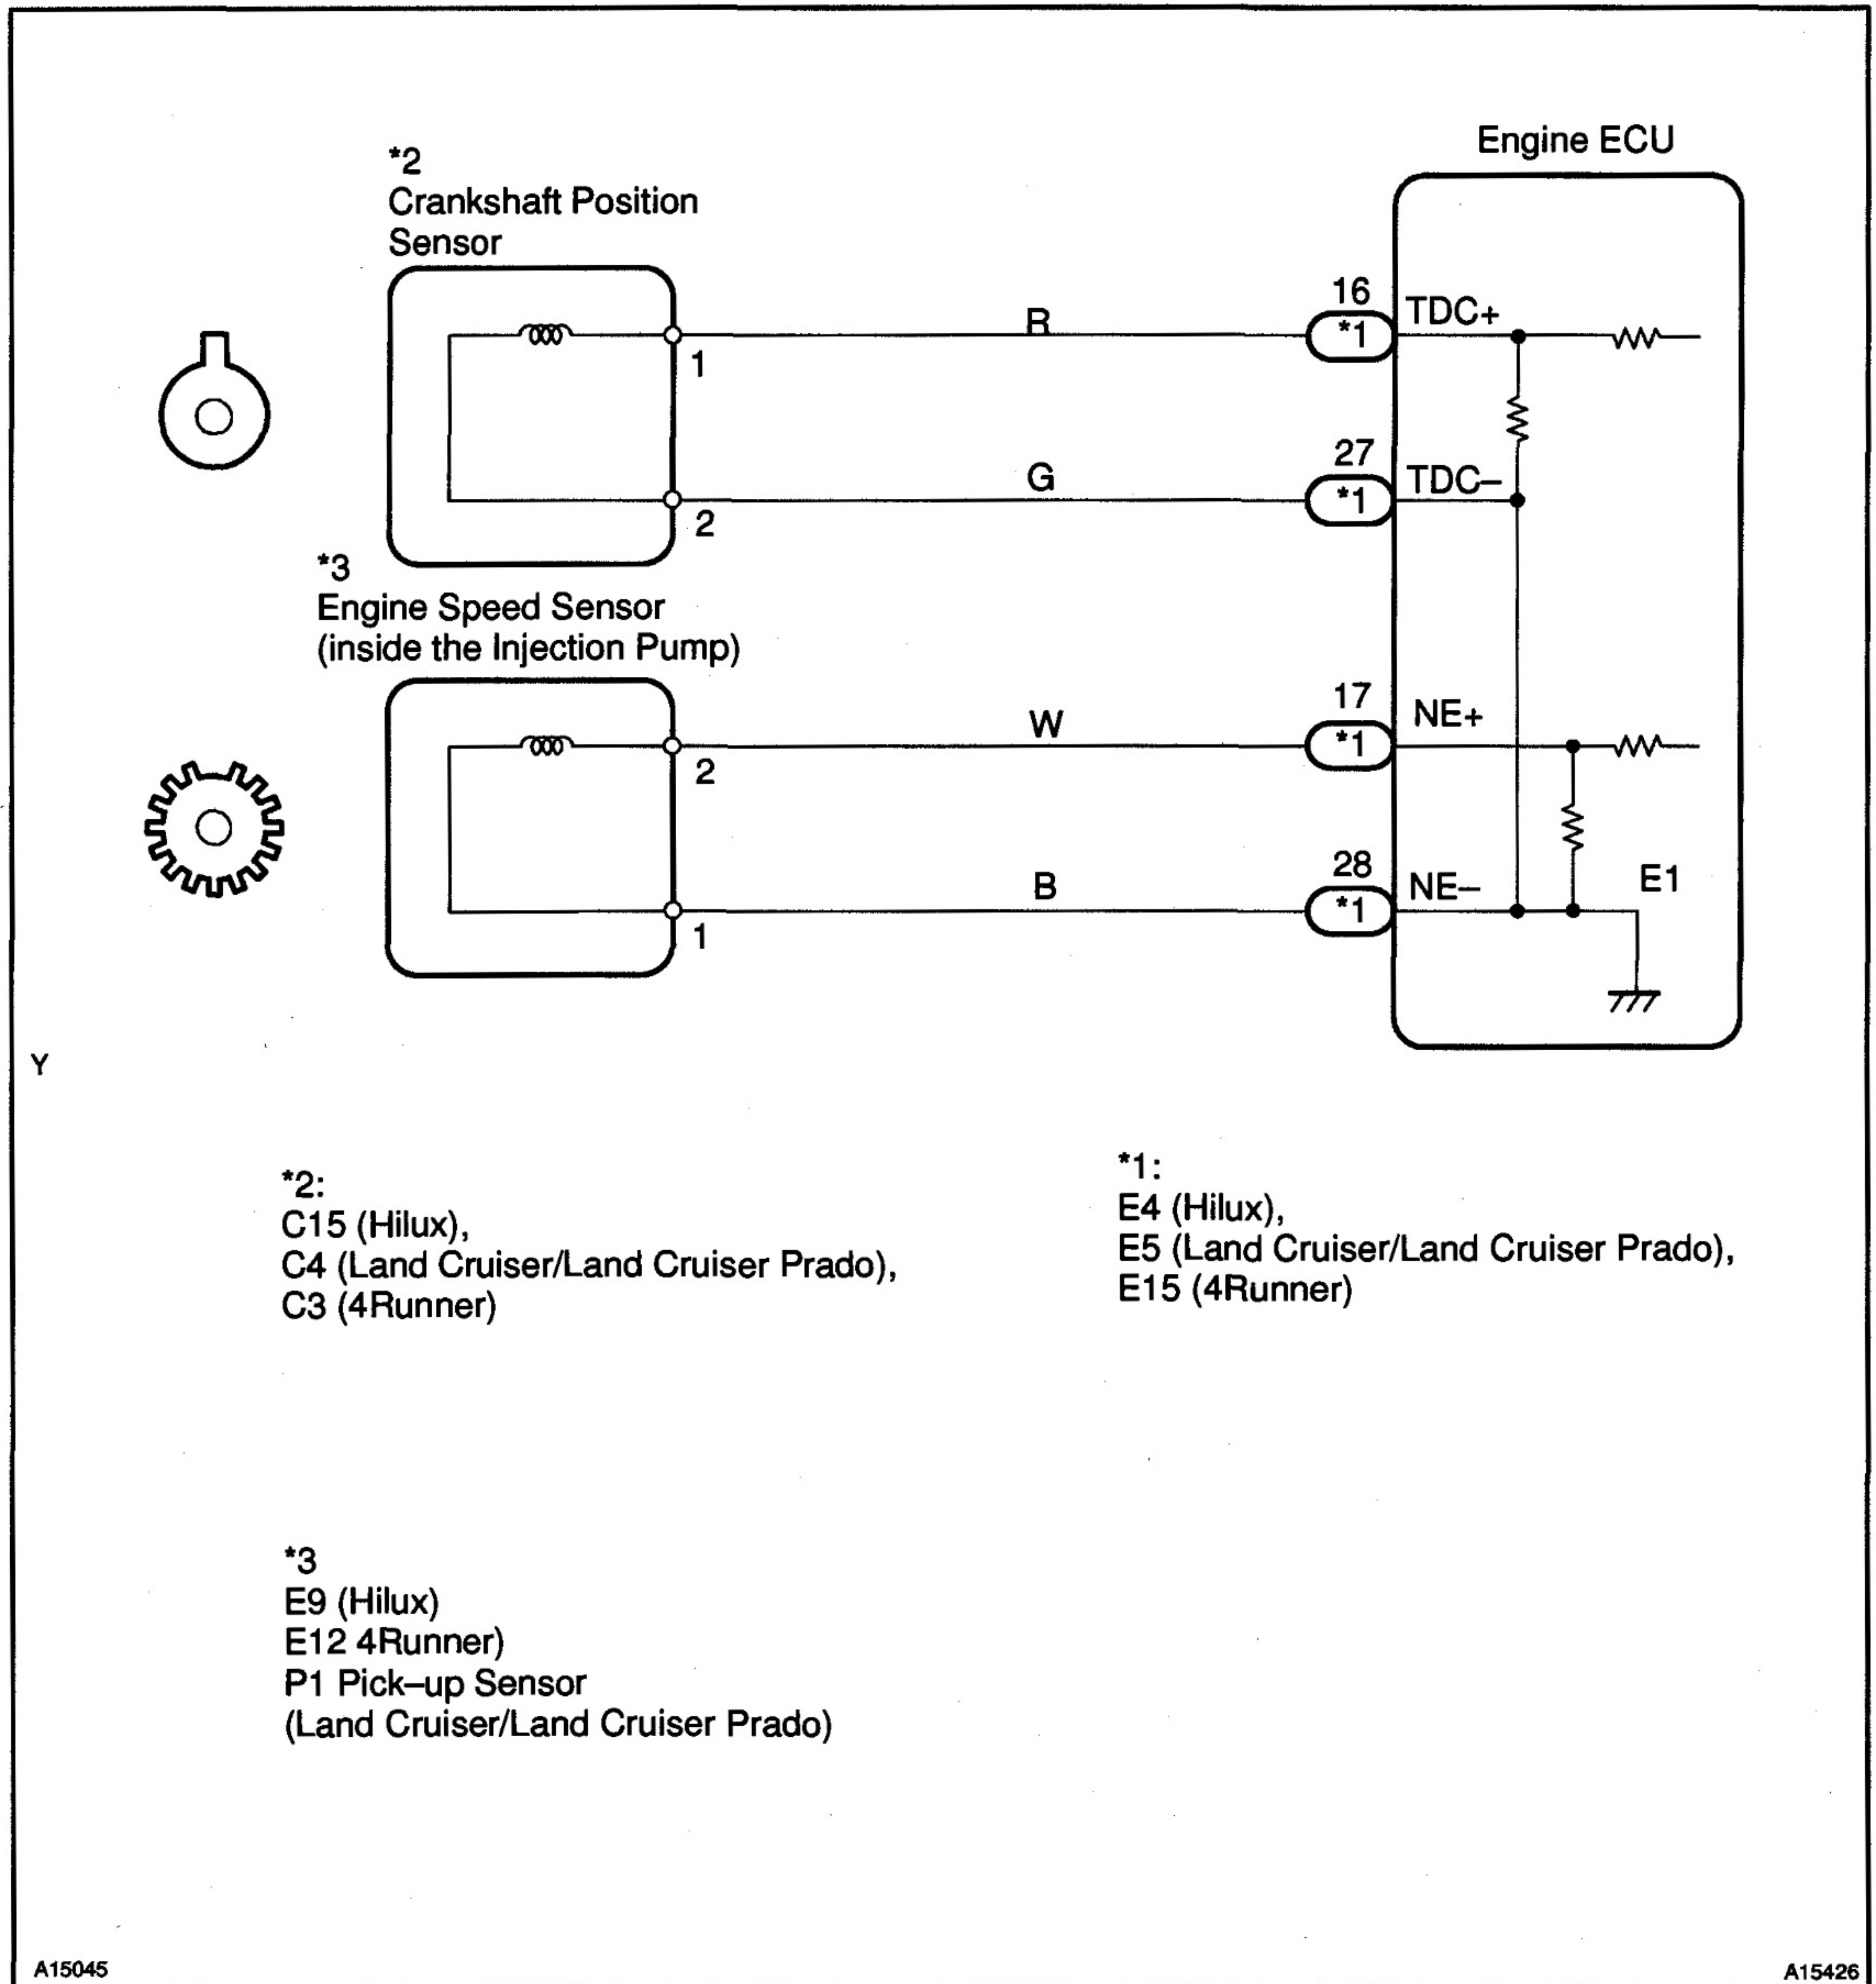 Engine ECU
*2
Crankshaft Position
Sensor
16
R
*1
TDC+
1
27
G
*1
TDC–
2
*3
Engine Speed Sensor
(inside the Injection Pump)
17
W
*1
NE+
2
28
B
*1
NE–
E1
1
Y
*2:
C15 (Hilux),
C4 (Land Cruiser/Land Cruiser Prado),
C3 (4Runner)
*1:
E4 (Hilux),
E5 (Land Cruiser/Land Cruiser Prado),
E15 (4Runner)
*3
E9 (Hilux)
E12 4Runner)
P1 Pick–up Sensor
(Land Cruiser/Land Cruiser Prado)
A15045
A15426